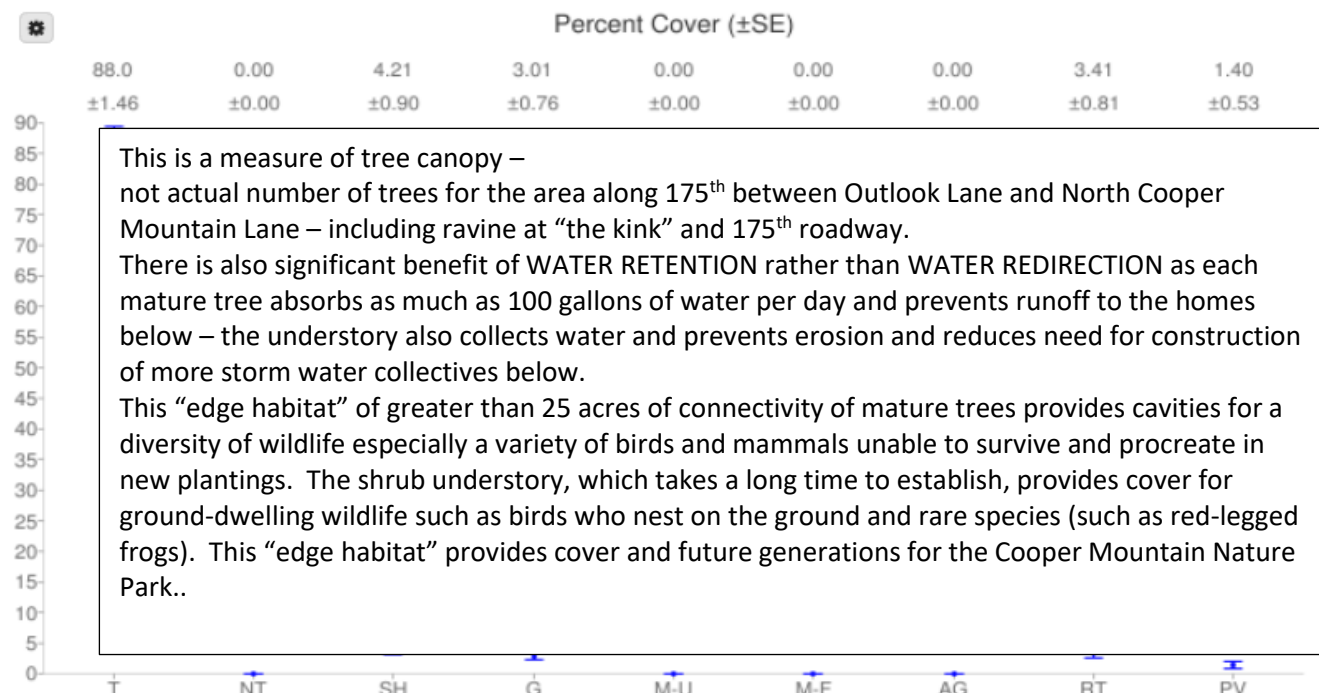 Percent Cover (±SE)
88.0 0.00 4.21 3.01 0.00 0.00 0.00 3.41 1.40
±1.46 ±0.00 ±0.90 ±0.76 ±0.00 ±0.00 ±0.00 ±0.81 ±0.53
90
85
80
75
70
65
60
55
50
45
40
35
30
25
20
15
10
5
0
This is a measure of tree canopy –
not actual number of trees for the area along 175th between Outlook Lane and North Cooper
Mountain Lane – including ravine at “the kink” and 175th roadway.
There is also significant benefit of WATER RETENTION rather than WATER REDIRECTION as each
mature tree absorbs as much as 100 gallons of water per day and prevents runoff to the homes
below – the understory also collects water and prevents erosion and reduces need for construction
of more storm water collectives below.
This “edge habitat” of greater than 25 acres of connectivity of mature trees provides cavities for a
diversity of wildlife especially a variety of birds and mammals unable to survive and procreate in
new plantings.  The shrub understory, which takes a long time to establish, provides cover for
ground-dwelling wildlife such as birds who nest on the ground and rare species (such as red-legged
frogs).  This “edge habitat” provides cover and future generations for the Cooper Mountain Nature
Park..
T NT SH G M-U M-F AG RT PV